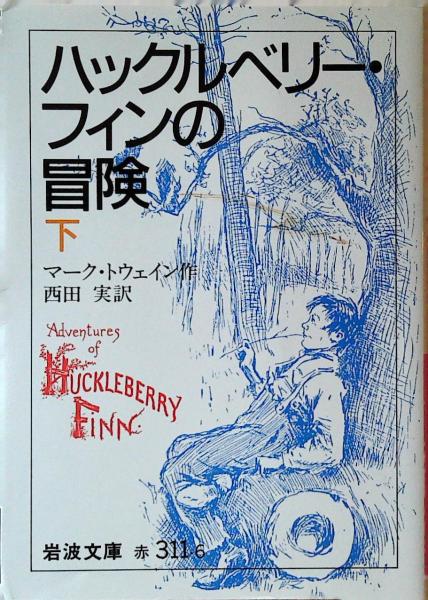 ハックルベリー・
フィンの
冒険
下
マーク・トウェイン作
西田 実訳
Adventures
of
HUCKLEBERRY
FINN.
岩波文庫 赤 311-6